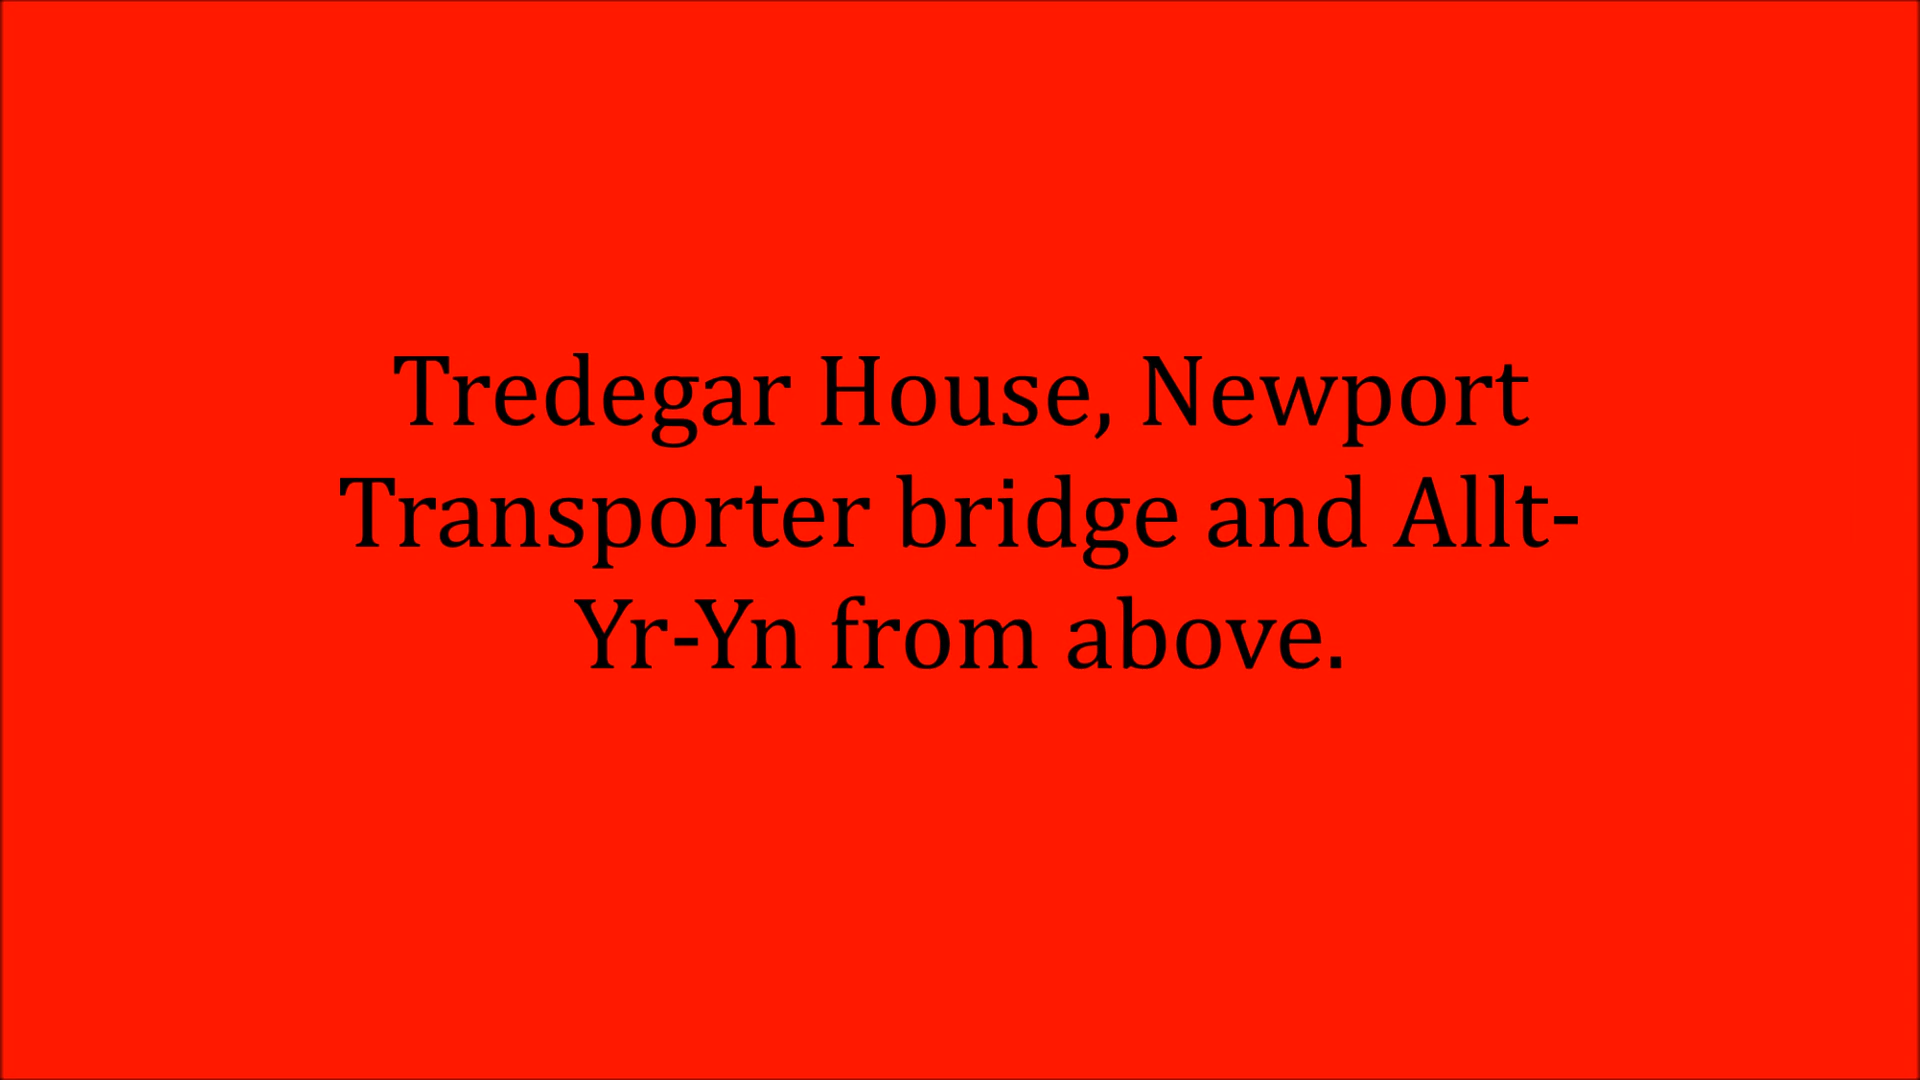 Tredegar House, Newport
Transporter bridge and Allt-
Yr-Yn from above.